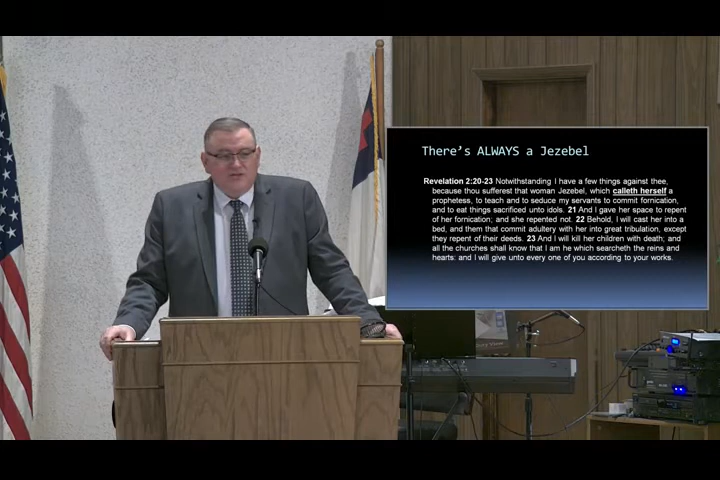 There's ALWAYS a Jezebel
Revelation 2:20-23 Notwithstanding I have a few things against thee,
because thou sufferest that woman Jezebel, which calleth herself a
prophetess, to teach and to seduce my servants to commit fornication,
and to eat things sacrificed unto idols. 21 And I gave her space to repent
of her fornication; and she repented not. 22 Behold, I will cast her into a
bed, and them that commit adultery with her into great tribulation, except
they repent of their deeds. 23 And I will kill her children with death; and
all the churches shall know that I am he which searcheth the reins and
hearts: and I will give unto every one of you according to your works.